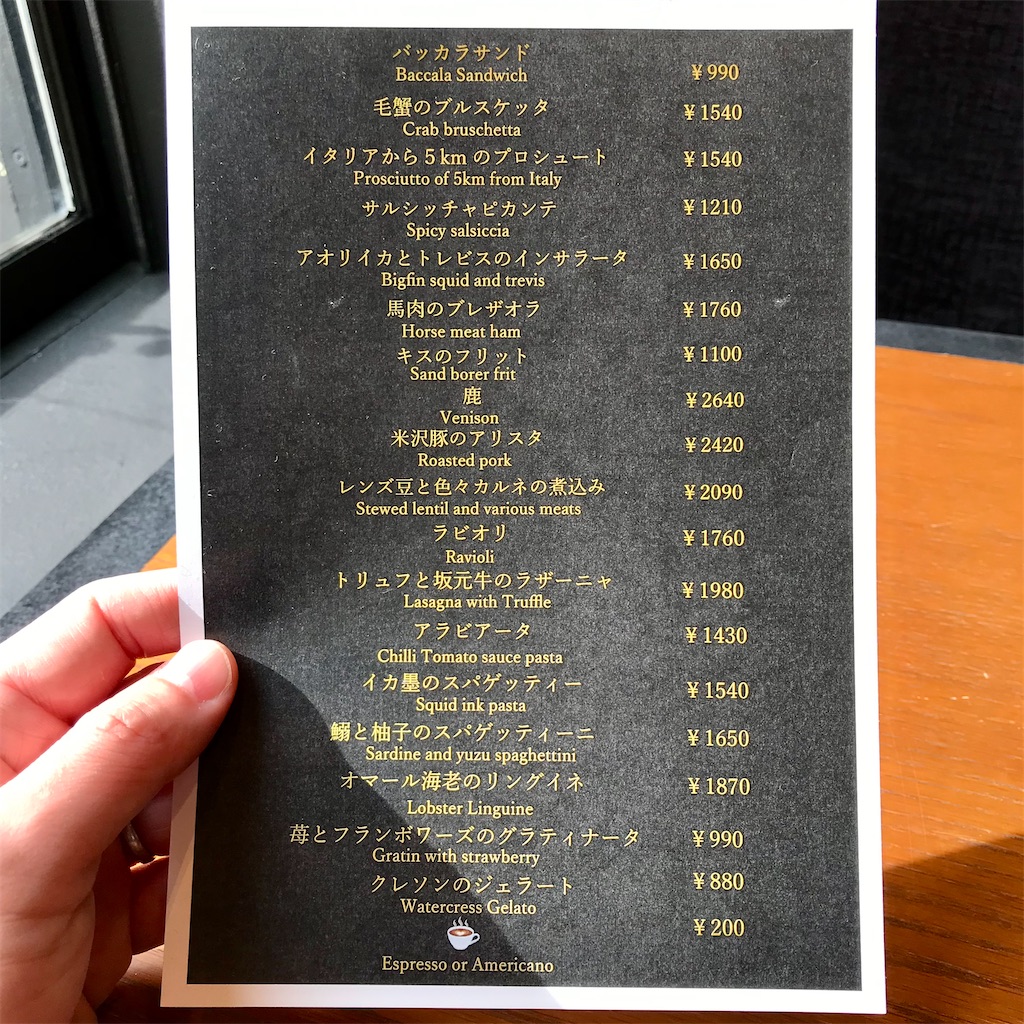 バッカラサンド
Baccala Sandwich
¥990
毛蟹のブルスケッタ
Crab bruschetta
¥1540
イタリアから5kmのプロシュート
Prosciutto of 5km from Italy
¥1540
サルシッチャピカンテ
Spicy salsiccia
¥1210
アオリイカとトレビスのインサラータ
Bigfin squid and trevis
¥1650
馬肉のブレザオラ
Horse meat ham
¥1760
キスのフリット
Sand borer frit
¥1100
鹿
Venison
¥2640
米沢豚のアリスタ
Roasted pork
¥2420
レンズ豆と色々カルネの煮込み
Stewed lentil and various meats
¥2090
ラビオリ
Ravioli
¥1760
トリュフと坂元牛のラザーニャ
Lasagna with Truffle
¥1980
アラビアータ
Chilli Tomato sauce pasta
¥1430
イカ墨のスパゲッティー
Squid ink pasta
¥1540
鰯と柚子のスパゲッティーニ
Sardine and yuzu spaghettini
¥1650
オマール海老のリングイネ
Lobster Linguine
¥1870
苺とフランボワーズのグラティナータ
Gratin with strawberry
¥990
クレソンのジェラート
Watercress Gelato
¥880
¥200
Espresso or Americano